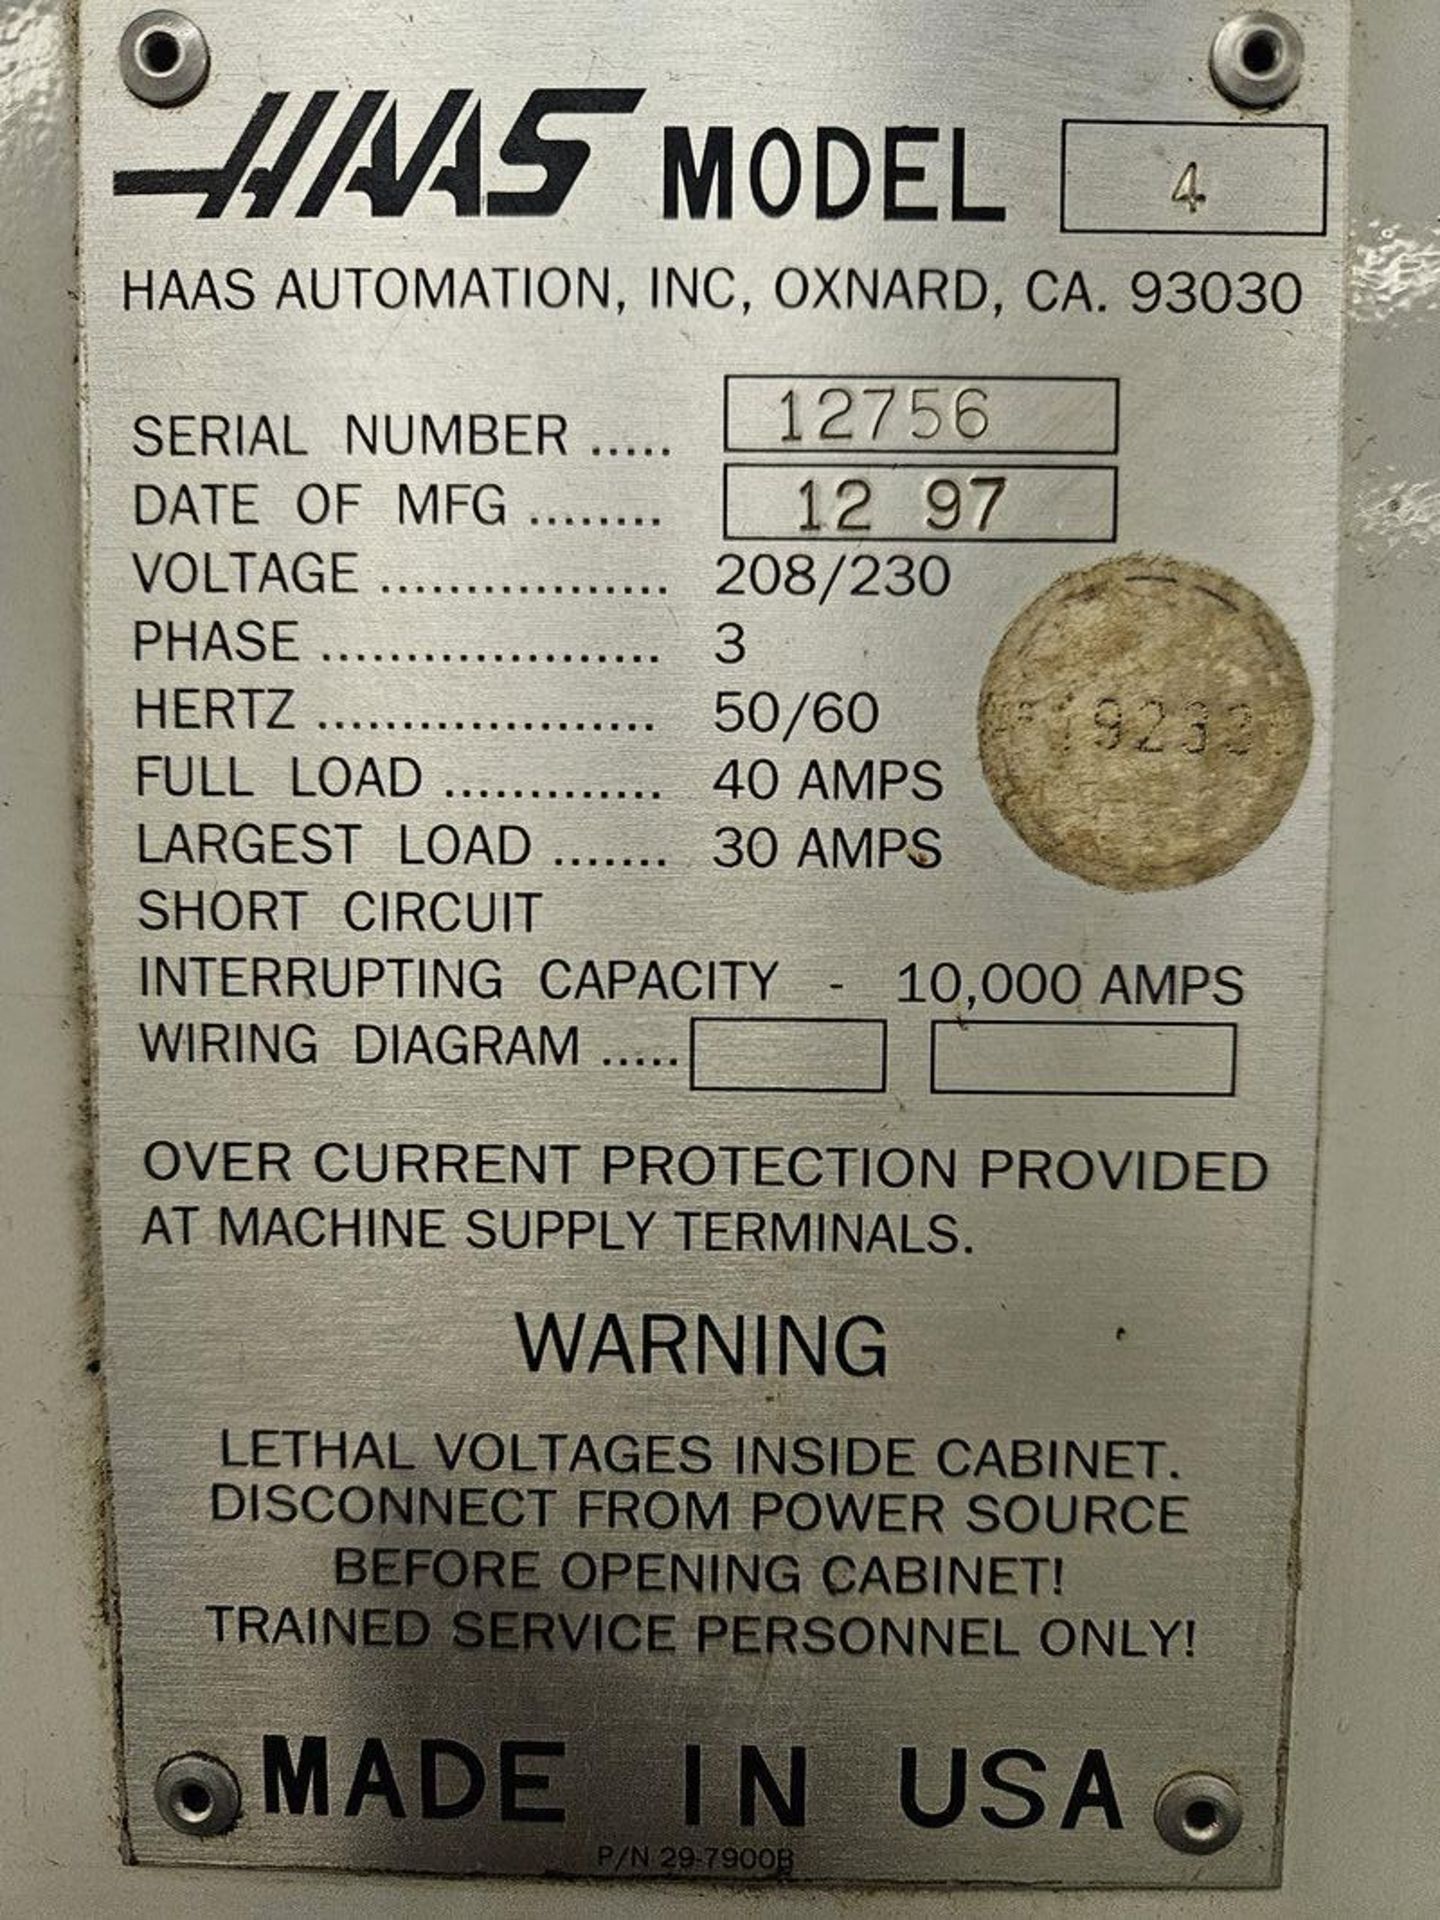 HAAS MODEL 4
HAAS AUTOMATION, INC, OXNARD, CA. 93030
SERIAL NUMBER ..... 12756
DATE OF MFG ........ 12 97
VOLTAGE ................. 208/230
PHASE .................... 3
HERTZ .................... 50/60
FULL LOAD ............. 40 AMPS
LARGEST LOAD ....... 30 AMPS
SHORT CIRCUIT
INTERRUPTING CAPACITY - 10,000 AMPS
WIRING DIAGRAM .....
OVER CURRENT PROTECTION PROVIDED
AT MACHINE SUPPLY TERMINALS.
WARNING
LETHAL VOLTAGES INSIDE CABINET.
DISCONNECT FROM POWER SOURCE
BEFORE OPENING CABINET!
TRAINED SERVICE PERSONNEL ONLY!
MADE IN USA
P/N 29-7900B